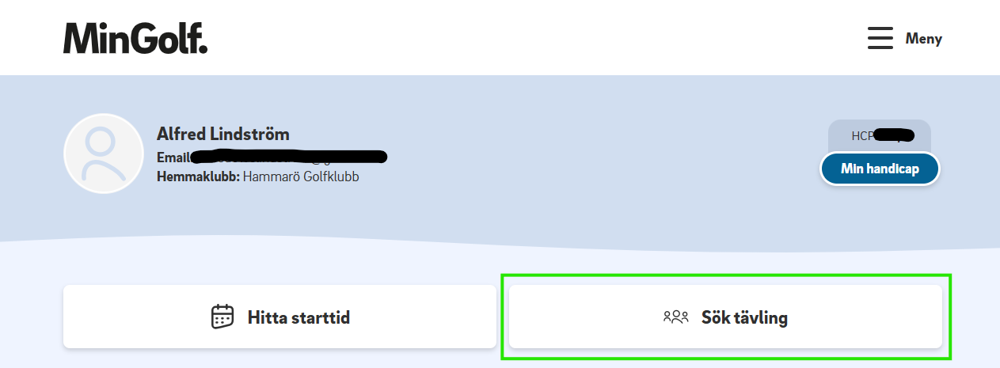 MinGolf.
Meny
Alfred Lindström
Email
Hemmaklubb: Hammarö Golfklubb
HCP
Min handicap
Hitta starttid
Sök tävling